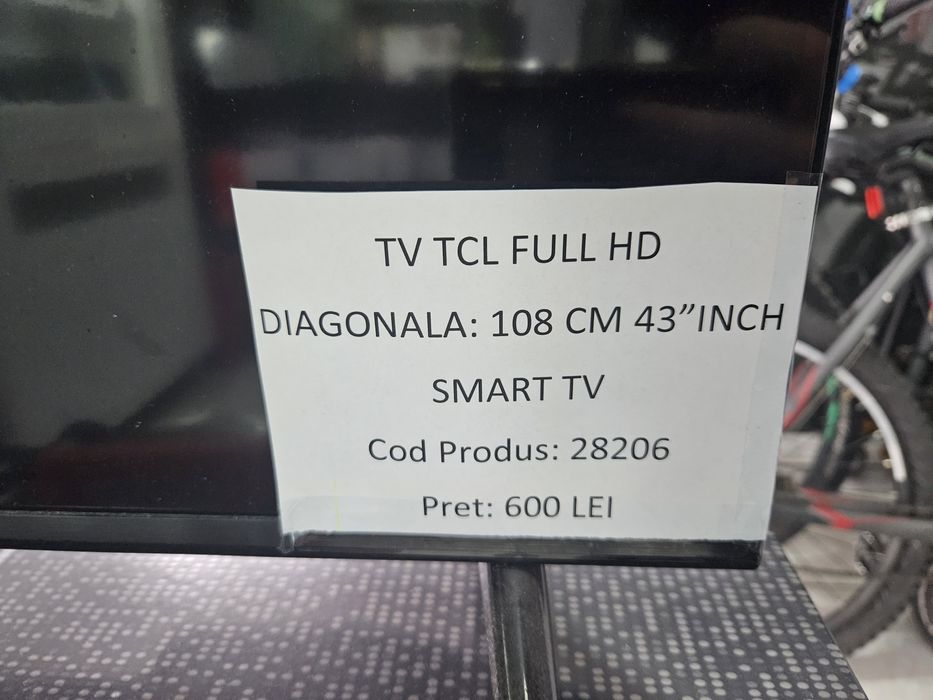 TV TCL FULL HD
DIAGONALA: 108 CM 43”INCH
SMART TV
Cod Produs: 28206
Pret: 600 LEI